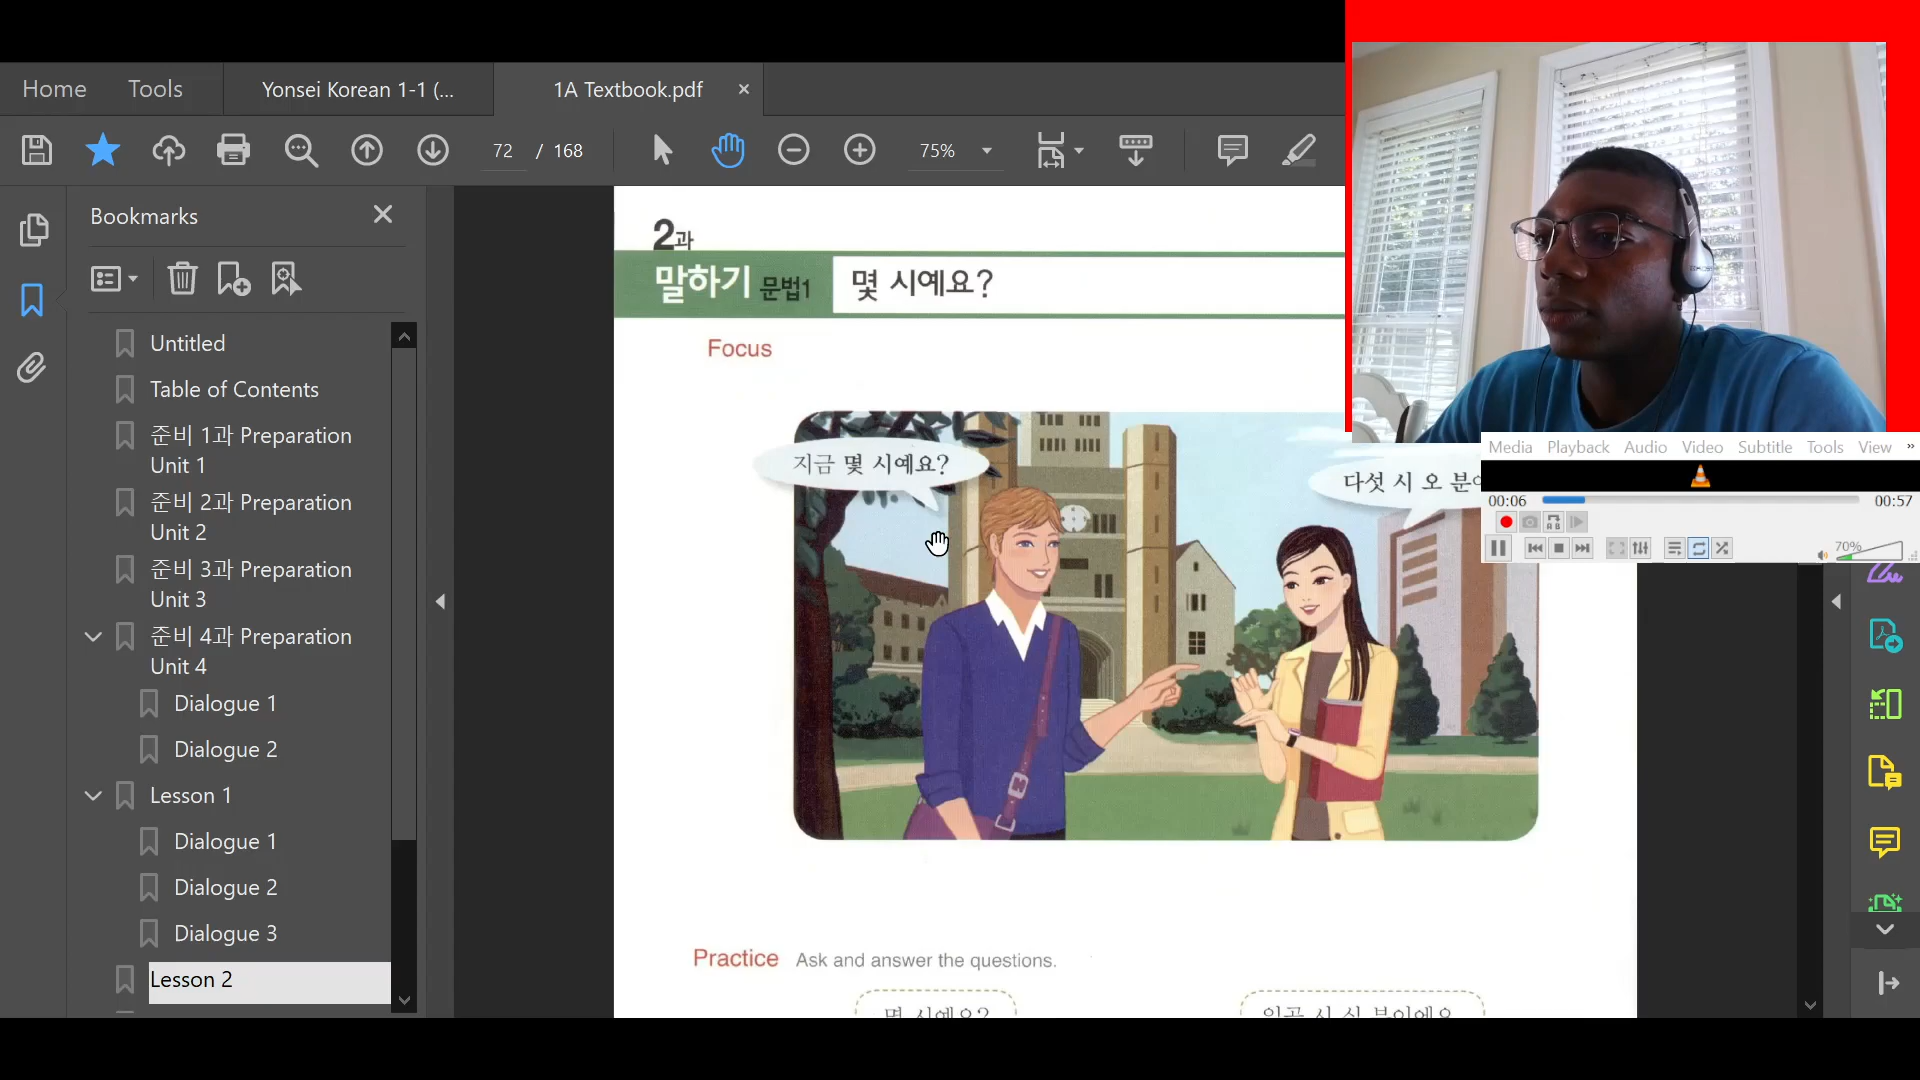 Home
Tools
Yonsei Korean 1-1 (...
1A Textbook.pdf
72 / 168
75%
Bookmarks
Untitled
Table of Contents
준비 1과 Preparation
Unit 1
준비 2과 Preparation
Unit 2
준비 3과 Preparation
Unit 3
준비 4과 Preparation
Unit 4
Dialogue 1
Dialogue 2
Lesson 1
Dialogue 1
Dialogue 2
Dialogue 3
Lesson 2
2과
말하기 문법1 몇 시예요?
Focus
지금 몇 시예요?
다섯 시 오
Practice Ask and answer the questions.
몇 시예요?
Media Playback Audio Video Subtitle Tools View »
00:06
00:57
70%